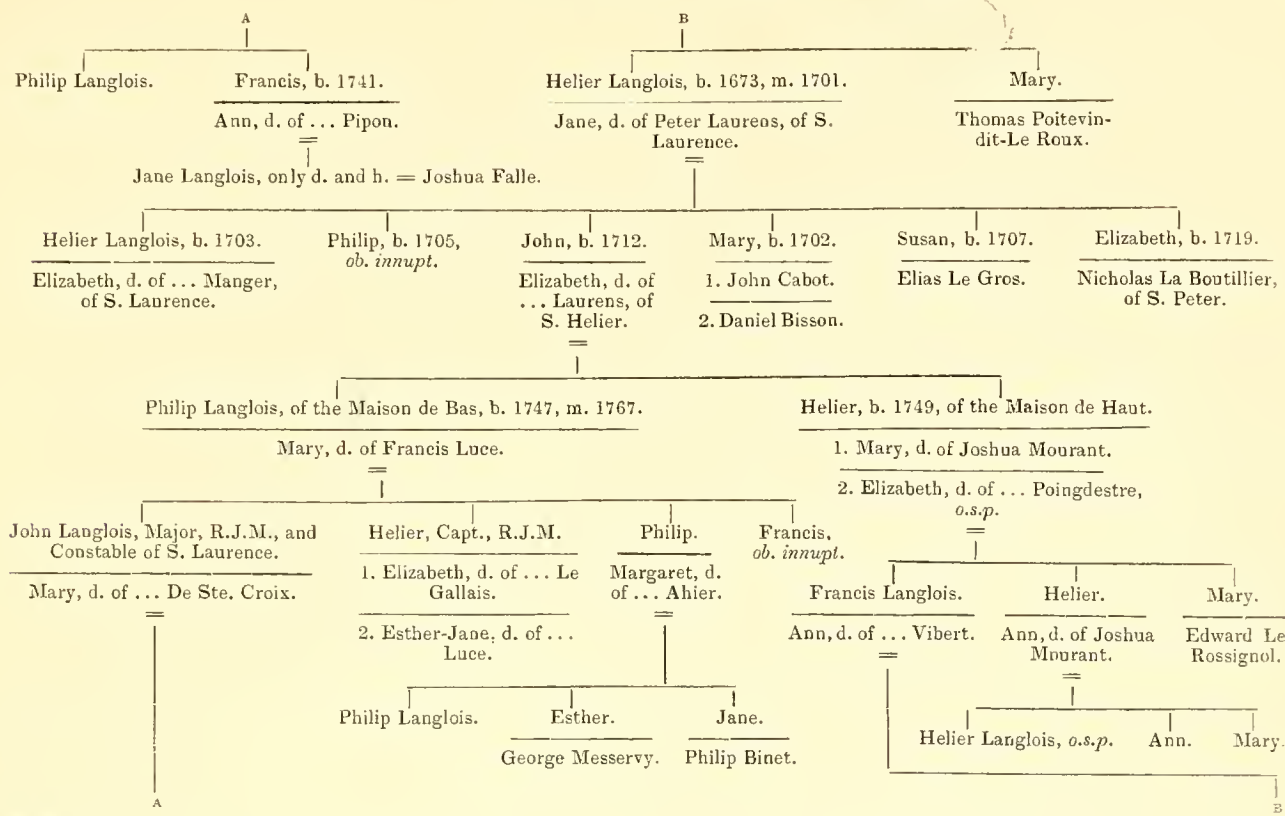 A
B
Philip Langlois.
Francis, b. 1741.
Ann, d. of ... Pipon.
=
Jane Langlois, only d. and h. = Joshua Falle.
Helier Langlois, b. 1673, m. 1701.
Jane, d. of Peter Laurens, of S.
Laurence.
=
Mary.
Thomas Poitevin-
dit-Le Roux.
Helier Langlois, b. 1703.
Elizabeth, d. of ... Manger,
of S. Laurence.
Philip, b. 1705,
ob. innupt.
John, b. 1712.
Elizabeth, d. of
... Laurens, of
S. Helier.
=
Mary, b. 1702.
1. John Cabot.
2. Daniel Bisson.
Susan, b. 1707.
Elias Le Gros.
Elizabeth, b. 1719.
Nicholas La Boutillier,
of S. Peter.
Philip Langlois, of the Maison de Bas, b. 1747, m. 1767.
Mary, d. of Francis Luce.
=
Helier, b. 1749, of the Maison de Haut.
1. Mary, d. of Joshua Mourant.
2. Elizabeth, d. of ... Poingdestre,
o.s.p.
=
John Langlois, Major, R.J.M., and
Constable of S. Laurence.
Mary, d. of ... De Ste. Croix.
=
Helier, Capt., R.J.M.
1. Elizabeth, d. of ... Le
Gallais.
2. Esther-Jane, d. of ...
Luce.
Philip.
Margaret, d.
of ... Ahier.
=
Francis,
ob. innupt.
Francis Langlois.
Ann, d. of ... Vibert.
=
Helier.
Ann, d. of Joshua
Mourant.
=
Mary.
Edward Le
Rossignol.
Philip Langlois.
Esther.
George Messervy.
Jane.
Philip Binet.
Helier Langlois, o.s.p.
Ann.
Mary.
A
B